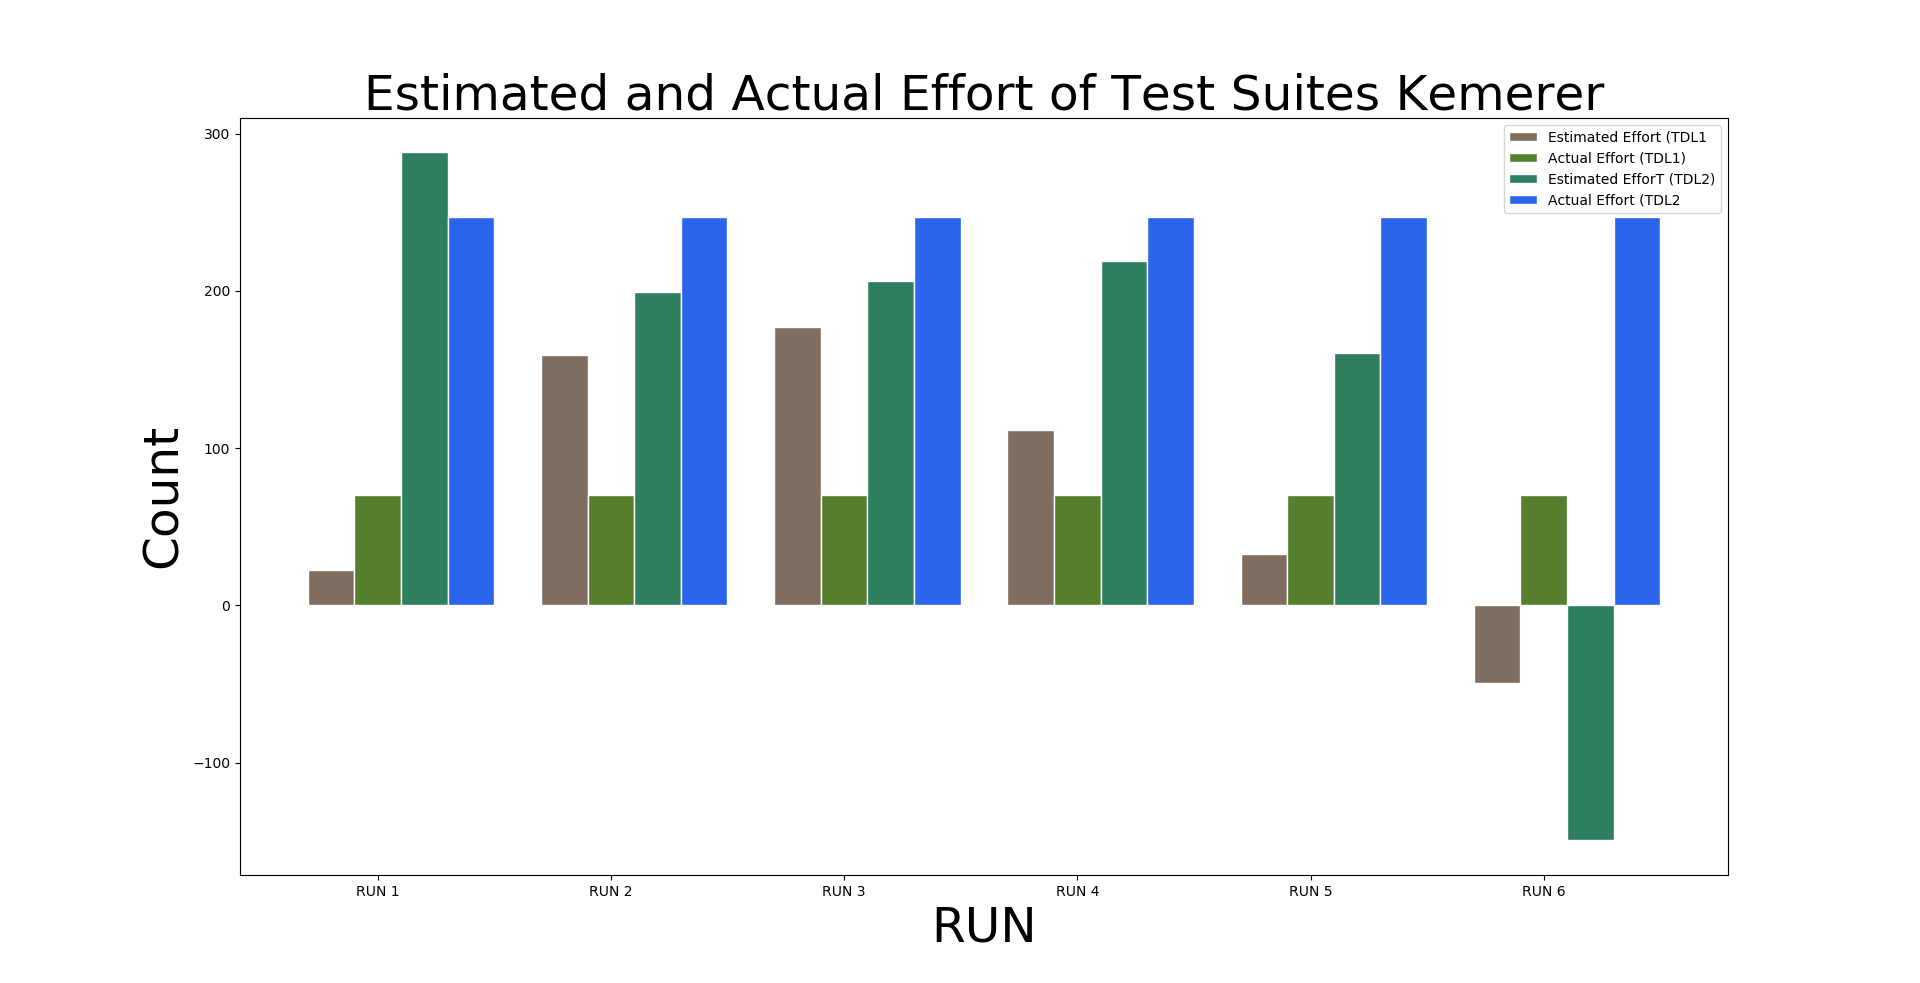 Estimated and Actual Effort of Test Suites Kemerer
300
200
100
0
−100
Count
Estimated Effort (TDL1
Actual Effort (TDL1)
Estimated EfforT (TDL2)
Actual Effort (TDL2
RUN 1 RUN 2 RUN 3 RUN 4 RUN 5 RUN 6
RUN